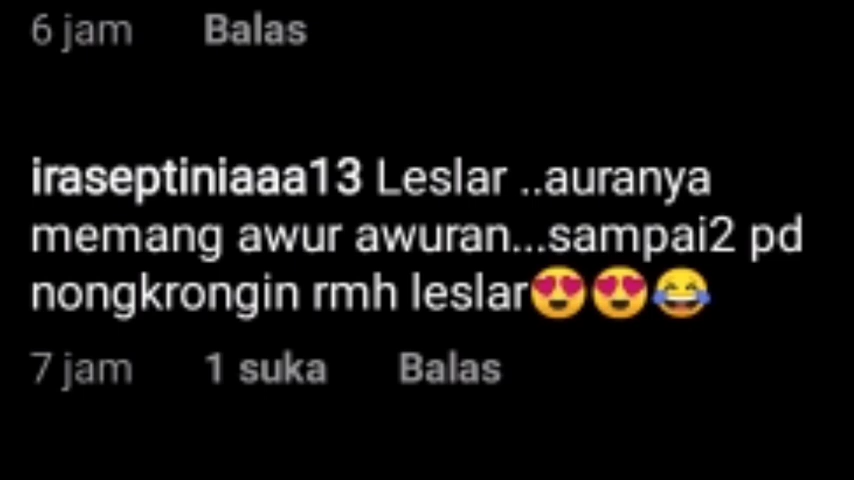 6 jam Balas
iraseptiniaaa13 Leslar ..auranya
memang awur awuran...sampai2 pd
nongkrongin rmh leslar😍😍😂
7 jam 1 suka Balas